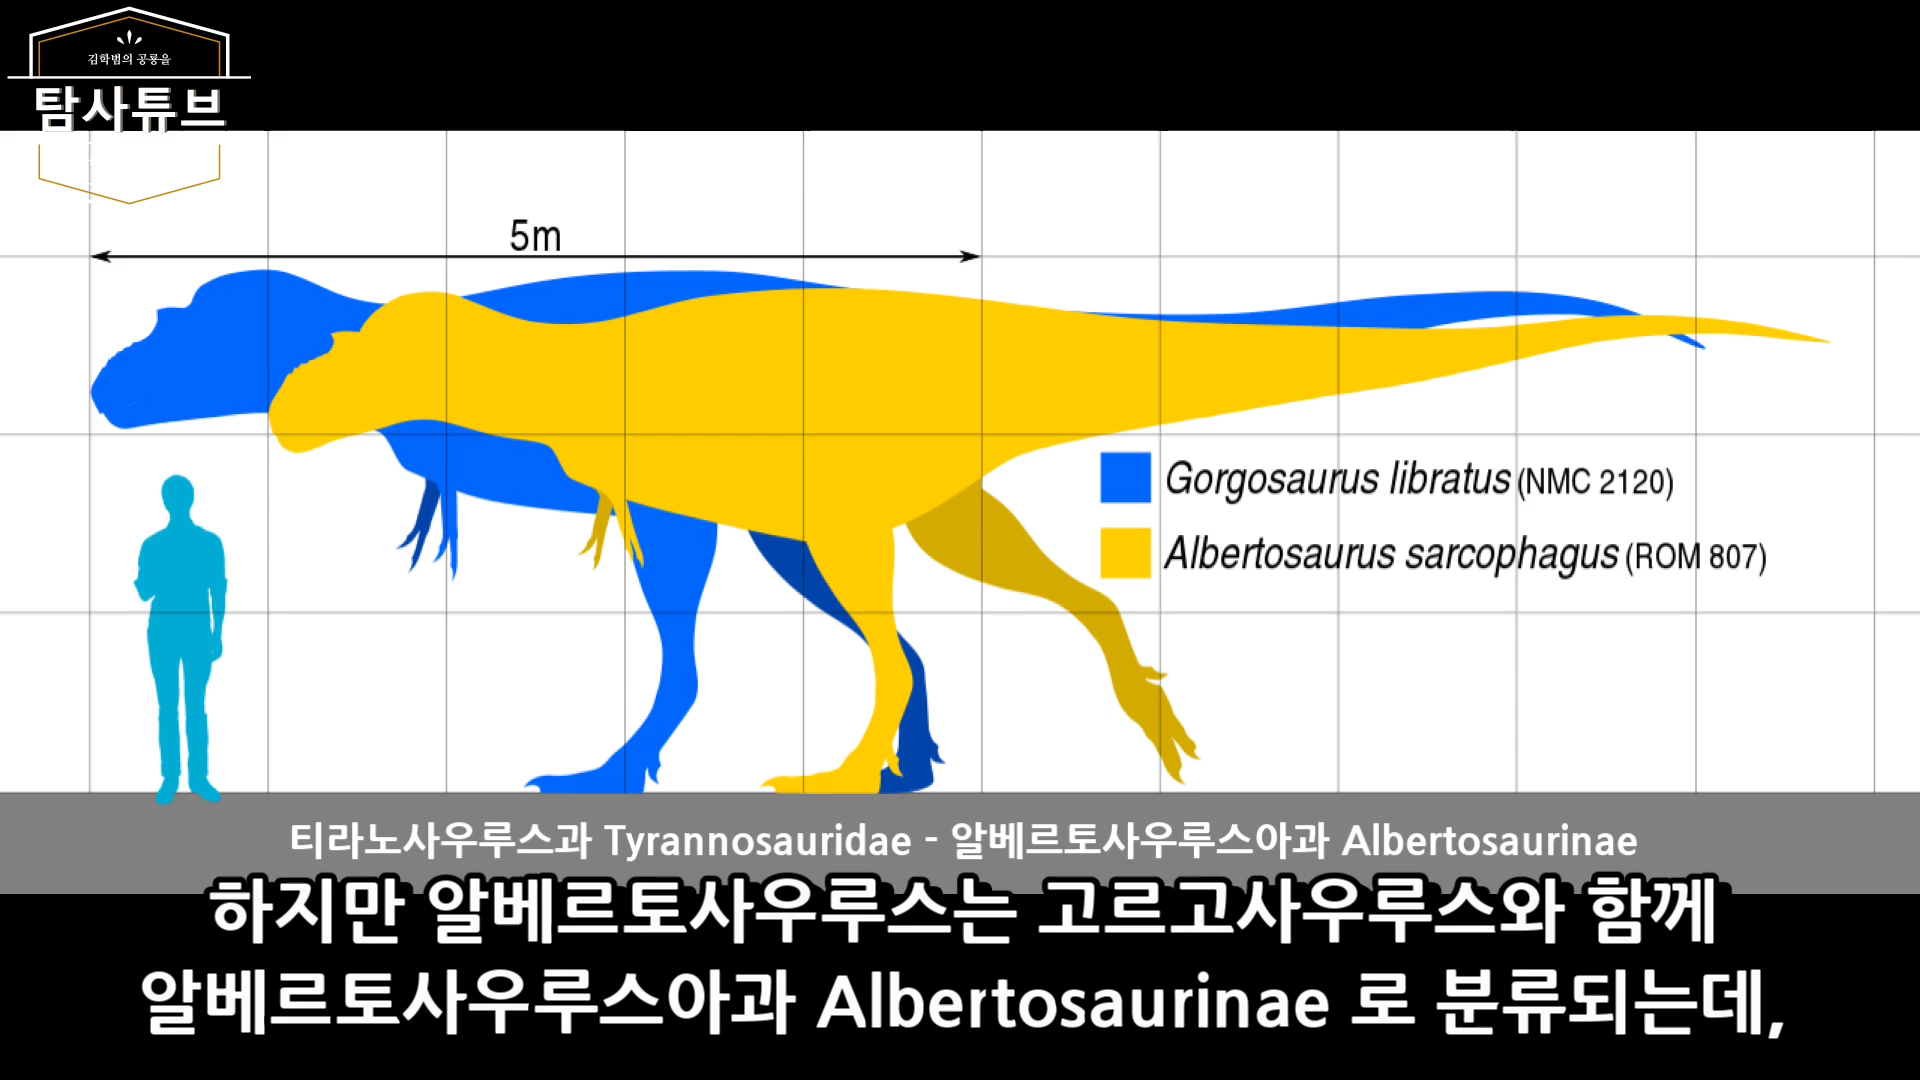 김학범의 공룡을
탐사튜브
5m
Gorgosaurus libratus (NMC 2120)
Albertosaurus sarcophagus (ROM 807)
티라노사우루스과 Tyrannosauridae - 알베르토사우루스아과 Albertosaurinae
하지만 알베르토사우루스는 고르고사우루스와 함께
알베르토사우루스아과 Albertosaurinae 로 분류되는데,